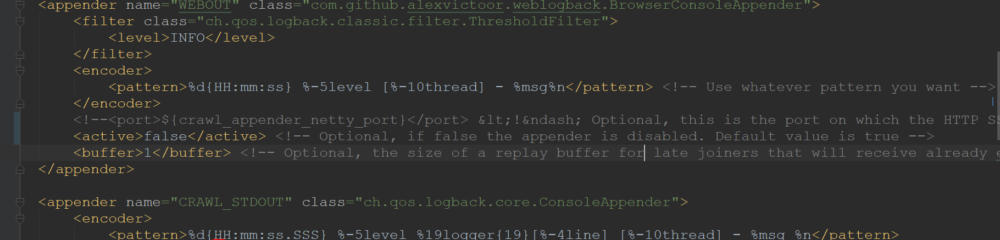 <appender name="WEBOUT" class="com.github.alexvictoor.weblogback.BrowserConsoleAppender">
<filter class="ch.qos.logback.classic.filter.ThresholdFilter">
<level>INFO</level>
</filter>
<encoder>
<pattern>%d{HH:mm:ss} %-5level [%-10thread] - %msg%n</pattern> <!-- Use whatever pattern you want -->
</encoder>
<!--<port>${crawl_appender_netty_port}</port> &lt;!&ndash; Optional, this is the port on which the HTTP SS
<active>false</active> <!-- Optional, if false the appender is disabled. Default value is true -->
<buffer>1</buffer> <!-- Optional, the size of a replay buffer for late joiners that will receive already
</appender>
<appender name="CRAWL_STDOUT" class="ch.qos.logback.core.ConsoleAppender">
<encoder>
<pattern>%d{HH:mm:ss.SSS} %-5level %19logger{19}[%-4line] [%-10thread] - %msg %n</pattern>